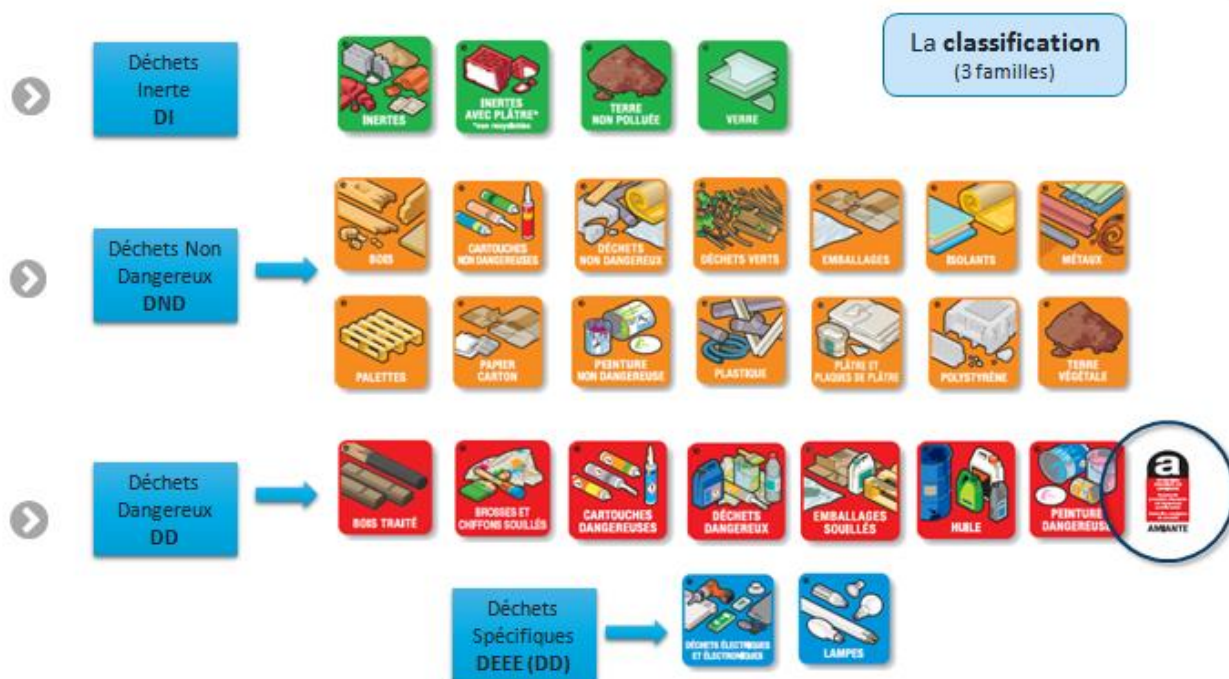 La classification
(3 familles)
Déchets
Inerte
DI
INERTES
INERTES
AVEC PLÂTRE*
*non recyclables
TERRE
NON POLLUÉE
VERRE
Déchets Non
Dangereux
DND
BOIS
CARTOUCHES
NON DANGEREUSES
DÉCHETS
NON DANGEREUX
DÉCHETS VERTS
EMBALLAGES
ISOLANTS
MÉTAUX
PALETTES
PAPIER
CARTON
PEINTURE
NON DANGEREUSE
PLASTIQUE
PLÂTRE ET
PLAQUES DE PLÂTRE
POLYSTYRÈNE
TERRE
VÉGÉTALE
Déchets
Dangereux
DD
BOIS TRAITÉ
BROSSES ET
CHIFFONS SOUILLÉS
CARTOUCHES
DANGEREUSES
DÉCHETS
DANGEREUX
EMBALLAGES
SOUILLÉS
HUILE
PEINTURE
DANGEREUSE
a
AMIANTE
Déchets
Spécifiques
DEEE (DD)
DÉCHETS ÉLECTRIQUES
ET ÉLECTRONIQUES
LAMPES